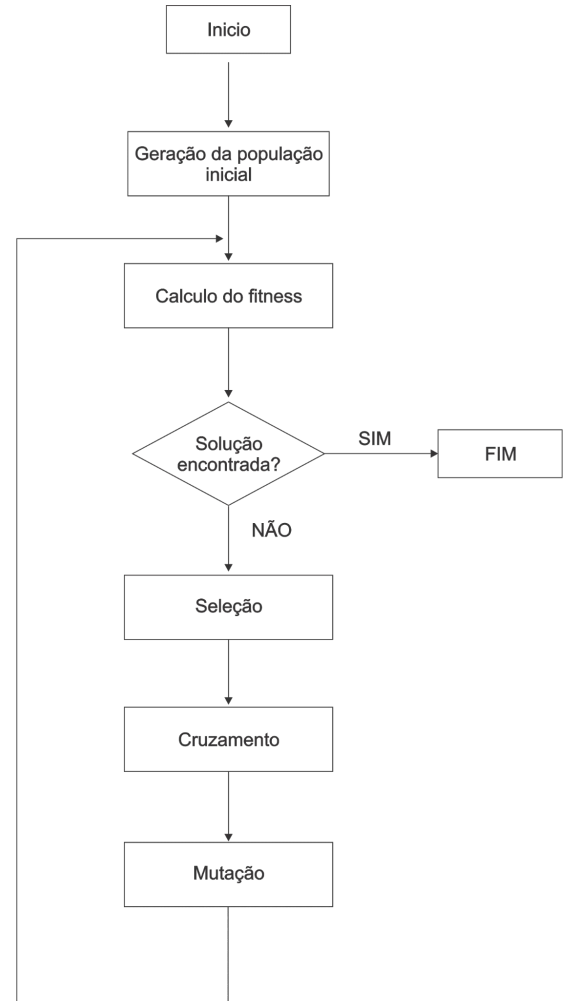 Inicio
Geração da população
inicial
Calculo do fitness
Solução
encontrada?
SIM
FIM
NÃO
Seleção
Cruzamento
Mutação